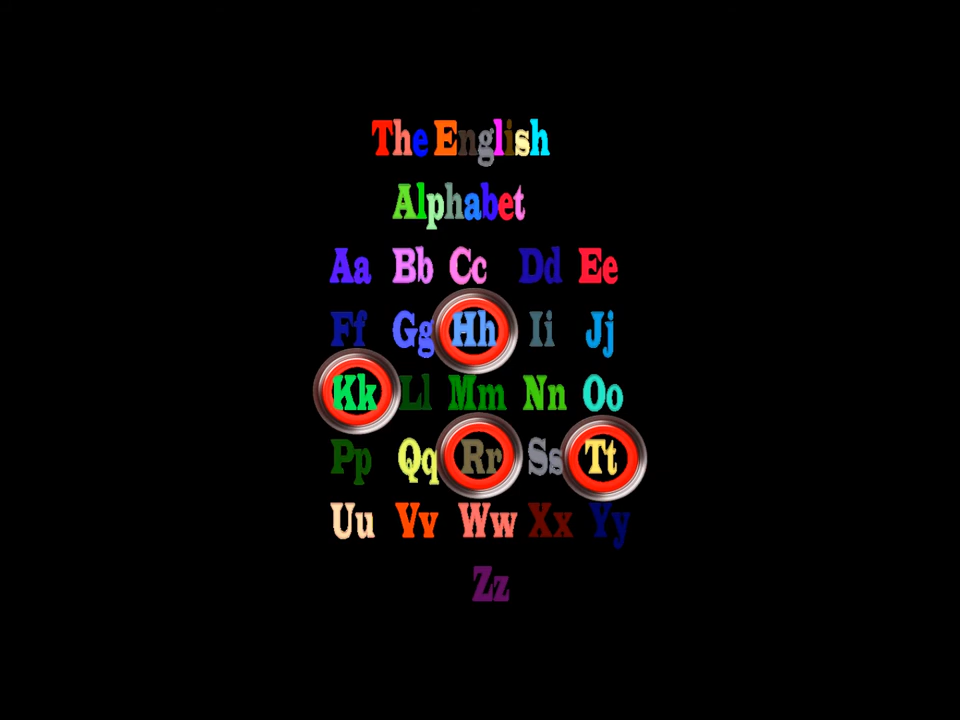 The English
Alphabet
Aa Bb Cc Dd Ee
Ff Gg Hh Ii Jj
Kk Ll Mm Nn Oo
Pp Qq Rr Ss Tt
Uu Vv Ww Xx Yy
Zz